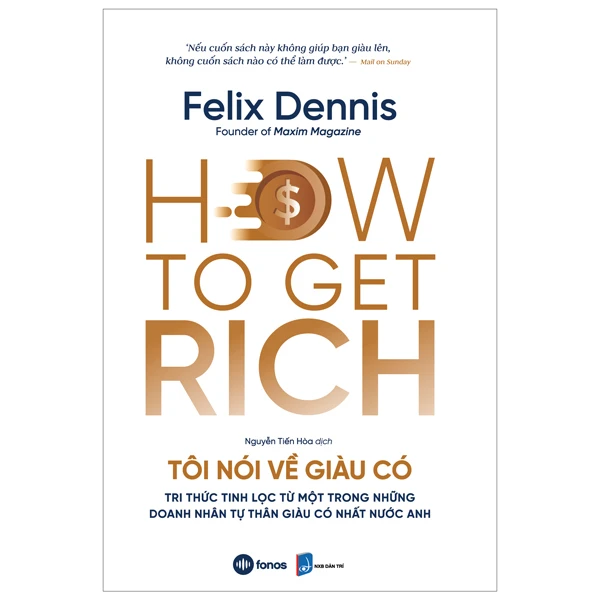 ‘Nếu cuốn sách này không giúp bạn giàu lên,
không cuốn sách nào có thể làm được.’ — Mail on Sunday
Felix Dennis
Founder of Maxim Magazine
HOW
TO GET
RICH
Nguyễn Tiến Hòa dịch
TÔI NÓI VỀ GIÀU CÓ
TRI THỨC TINH LỌC TỪ MỘT TRONG NHỮNG
DOANH NHÂN TỰ THÂN GIÀU CÓ NHẤT NƯỚC ANH
fonos
NXB DÂN TRÍ